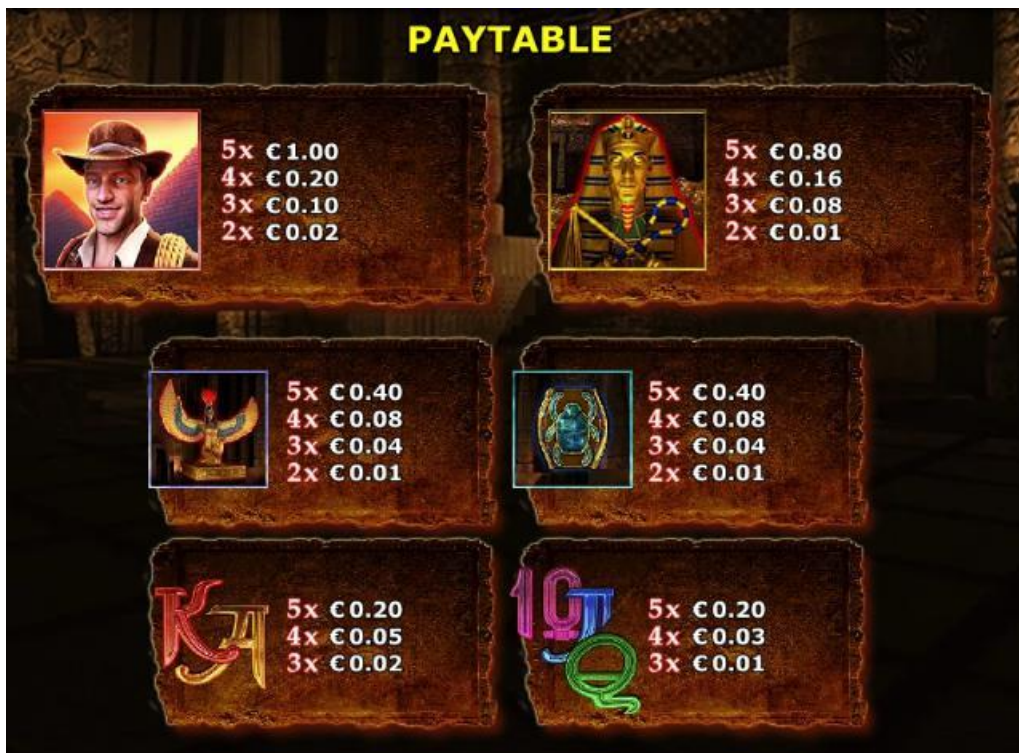 PAYTABLE
5x €1.00
4x €0.20
3x €0.10
2x €0.02
5x €0.80
4x €0.16
3x €0.08
2x €0.01
5x €0.40
4x €0.08
3x €0.04
2x €0.01
5x €0.40
4x €0.08
3x €0.04
2x €0.01
K A
5x €0.20
4x €0.05
3x €0.02
10 J Q
5x €0.20
4x €0.03
3x €0.01